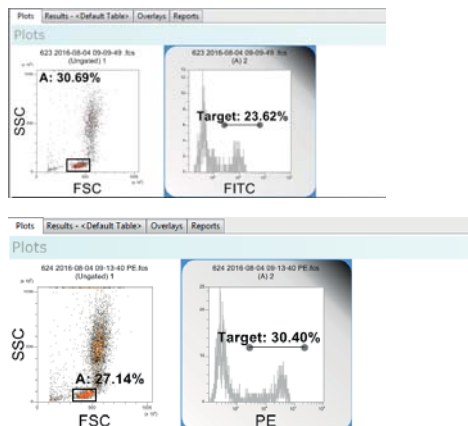 Plots Results - <Default Table> Overlays Reports
Plots
623 2016-08-04 09-09-49 .fcs
(Ungated) 1
A: 30.69%
SSC
FSC
623 2016-08-04 09-09-49 .fcs
(A) 2
Target: 23.62%
FITC
Plots Results - <Default Table> Overlays Reports
Plots
624 2016-08-04 09-13-40 PE.fcs
(Ungated) 1
A: 27.14%
SSC
FSC
624 2016-08-04 09-13-40 PE.fcs
(A) 2
Target: 30.40%
PE